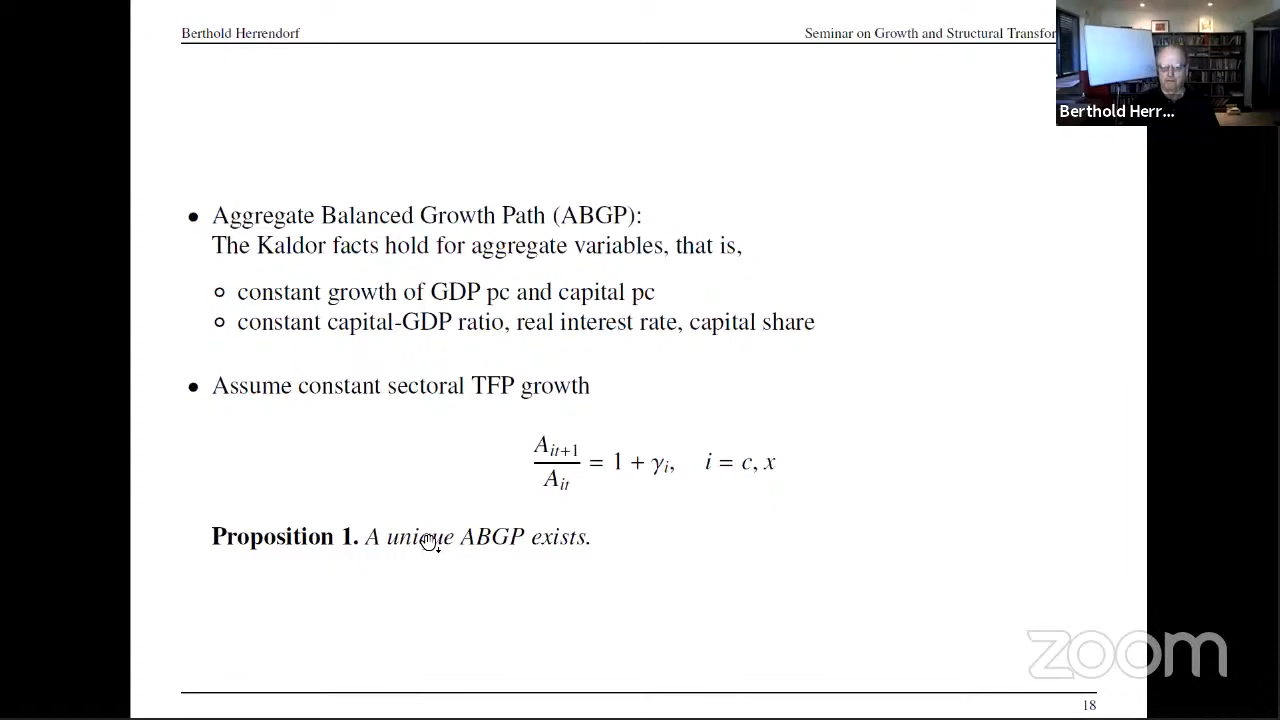 Berthold Herrendorf
Seminar on Growth and Structural Transfor
Berthold Herr...
• Aggregate Balanced Growth Path (ABGP):
The Kaldor facts hold for aggregate variables, that is,
∘ constant growth of GDP pc and capital pc
∘ constant capital-GDP ratio, real interest rate, capital share
• Assume constant sectoral TFP growth
A_{it+1} / A_{it} = 1 + γ_i, i = c, x
Proposition 1. A unique ABGP exists.
zoom
18